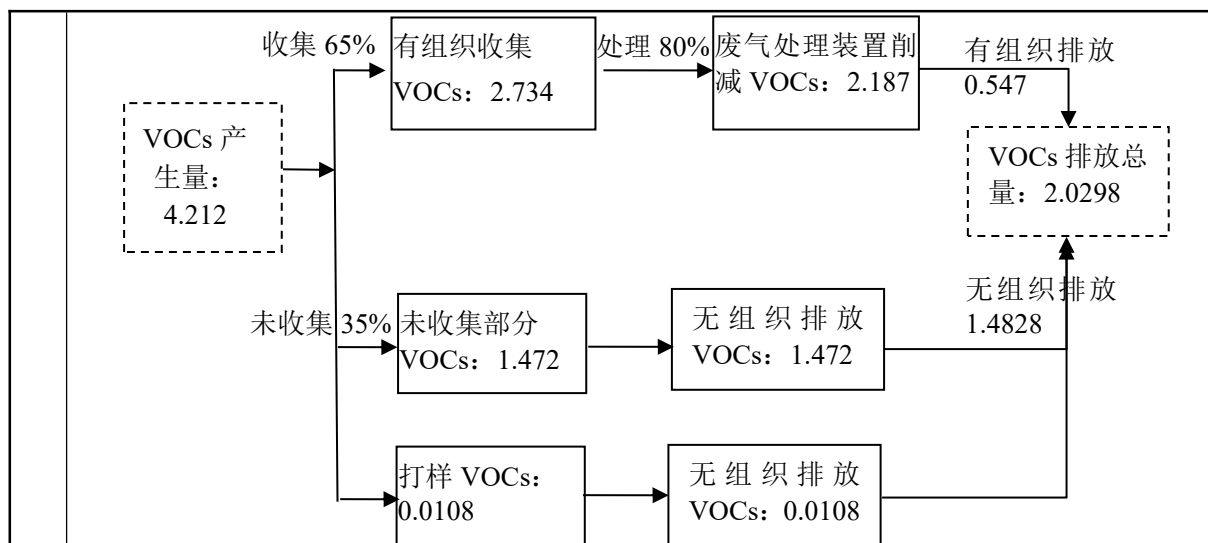 收集 65%
有组织收集
VOCs：2.734
处理 80%
废气处理装置削
减 VOCs：2.187
有组织排放
0.547
VOCs 产
生量：
4.212
VOCs 排放总
量：2.0298
未收集 35%
未收集部分
VOCs：1.472
无组织排放
VOCs：1.472
无组织排放
1.4828
打样 VOCs：
0.0108
无组织排放
VOCs：0.0108